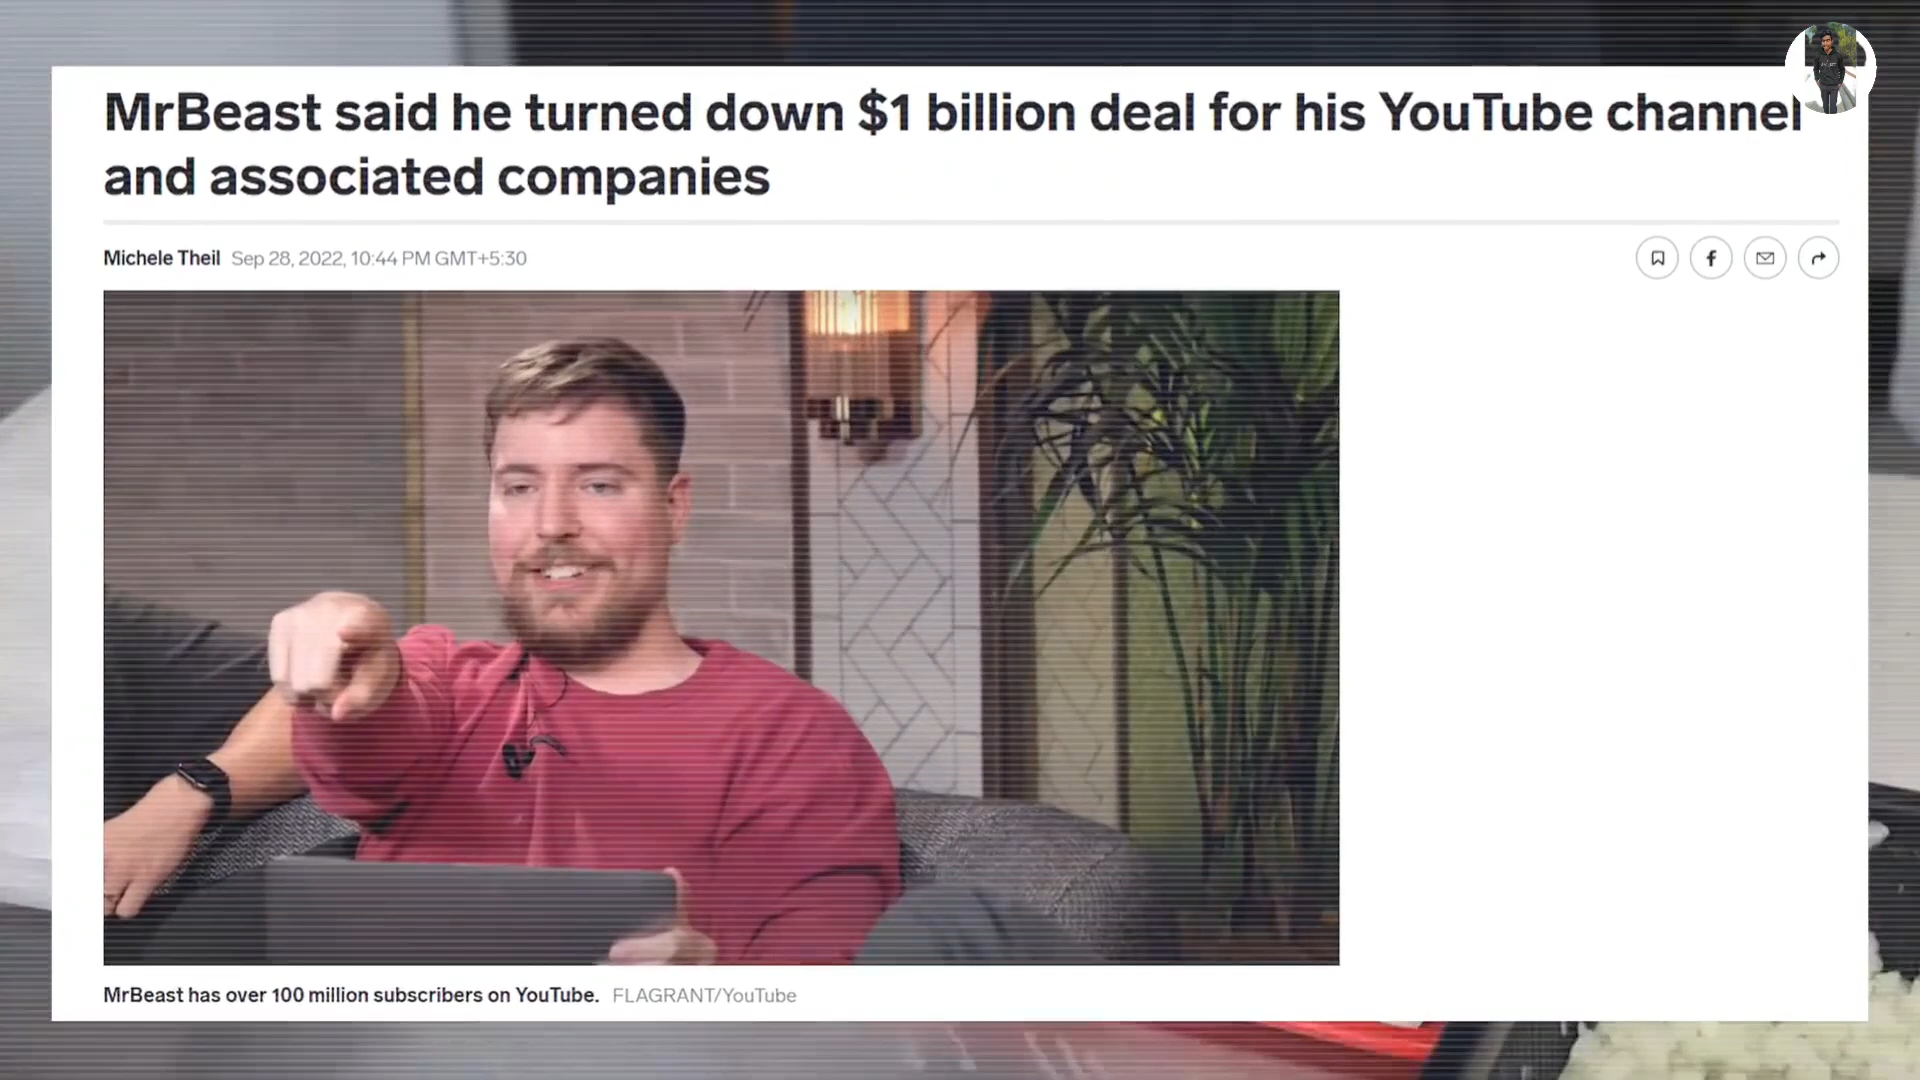 MrBeast said he turned down $1 billion deal for his YouTube channel
and associated companies
Michele Theil Sep 28, 2022, 10:44 PM GMT+5:30
MrBeast has over 100 million subscribers on YouTube. FLAGRANT/YouTube